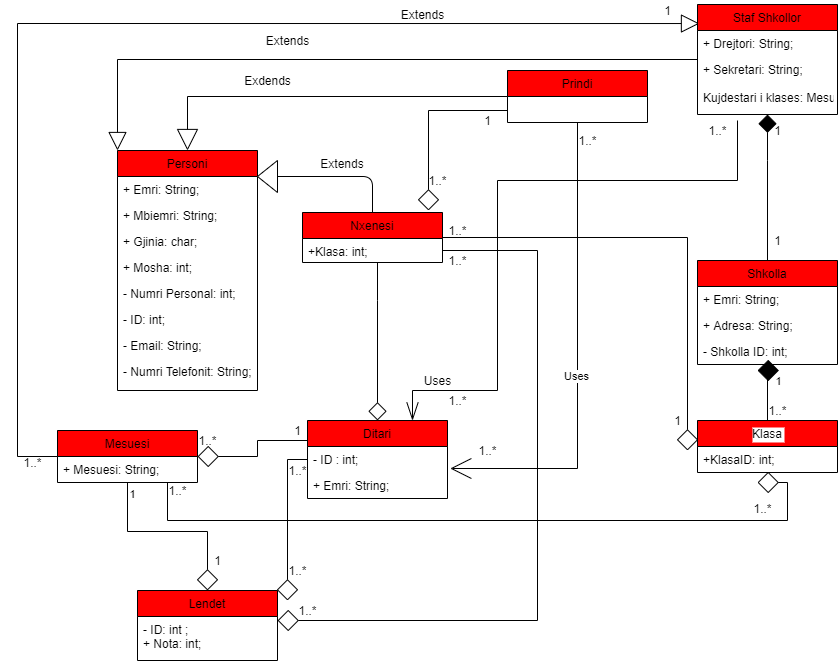 Extends
1
Staf Shkollor
+ Drejtori: String;
+ Sekretari: String;
Kujdestari i klases: Mesu
Extends
Exdends
Prindi
1
1..*
1..*
1
Personi
+ Emri: String;
+ Mbiemri: String;
+ Gjinia: char;
+ Mosha: int;
- Numri Personal: int;
- ID: int;
- Email: String;
- Numri Telefonit: String;
Extends
1..*
Nxenesi
+Klasa: int;
1..*
1..*
1
Shkolla
+ Emri: String;
+ Adresa: String;
- Shkolla ID: int;
1
1..*
Uses
Uses
1..*
1
Klasa
+KlasaID: int;
1..*
Mesuesi
+ Mesuesi: String;
1..*
1..*
1
Ditari
- ID : int;
+ Emri: String;
1..*
1..*
1
1..*
1..*
1
1..*
Lendet
- ID: int ;
+ Nota: int;
1..*